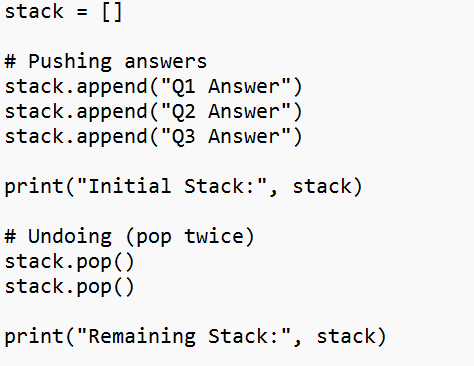 stack = []
# Pushing answers
stack.append("Q1 Answer")
stack.append("Q2 Answer")
stack.append("Q3 Answer")
print("Initial Stack:", stack)
# Undoing (pop twice)
stack.pop()
stack.pop()
print("Remaining Stack:", stack)